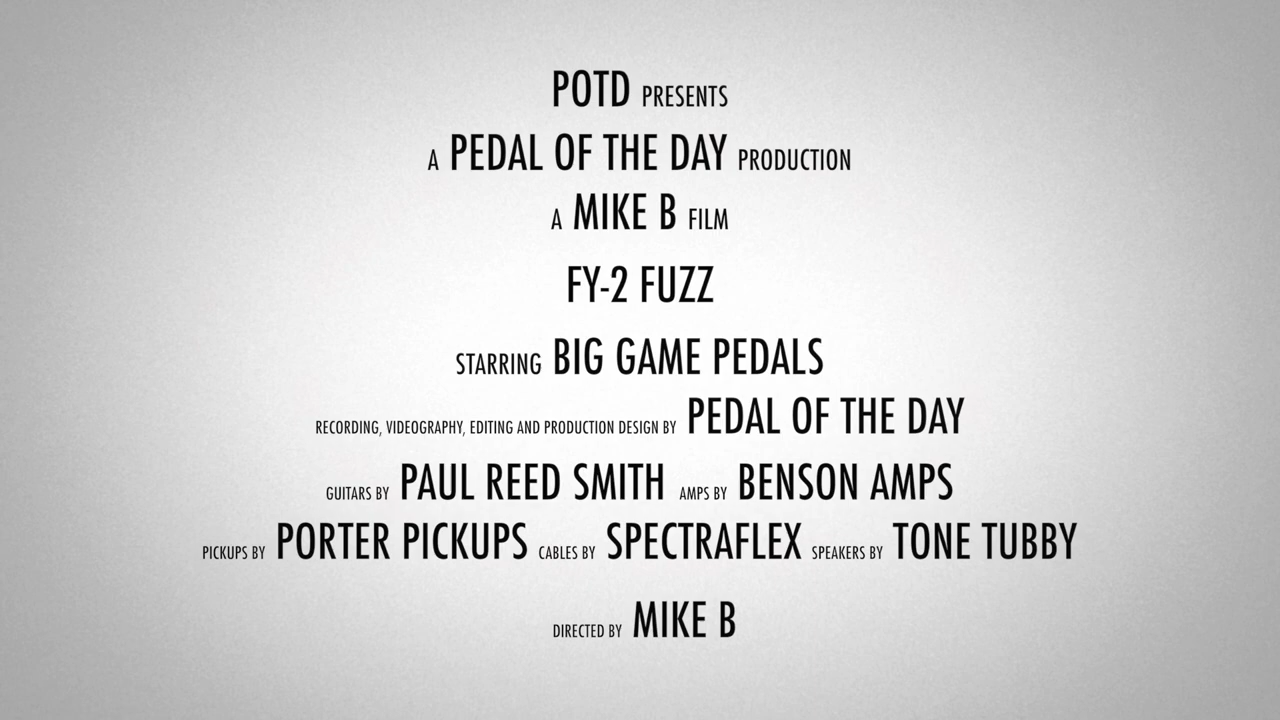 POTD PRESENTS
A PEDAL OF THE DAY PRODUCTION
A MIKE B FILM
FY-2 FUZZ
STARRING BIG GAME PEDALS
RECORDING, VIDEOGRAPHY, EDITING AND PRODUCTION DESIGN BY PEDAL OF THE DAY
GUITARS BY PAUL REED SMITH AMPS BY BENSON AMPS
PICKUPS BY PORTER PICKUPS CABLES BY SPECTRAFLEX SPEAKERS BY TONE TUBBY
DIRECTED BY MIKE B